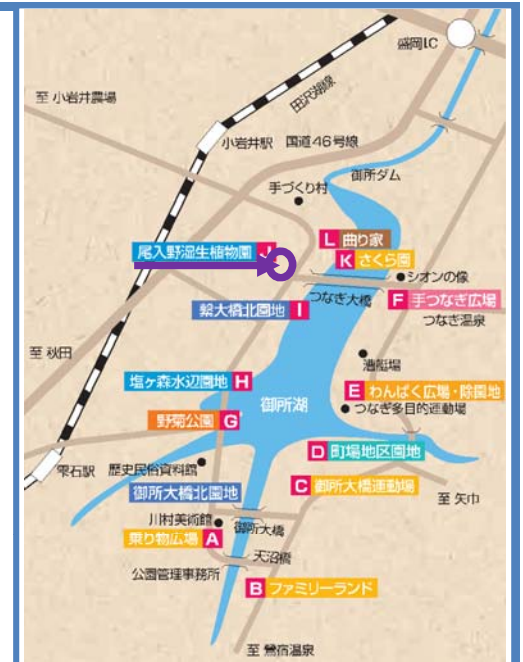 盛岡I.C
至 小岩井農場
田沢湖線
小岩井駅
国道46号線
御所ダム
手づくり村
L 曲り家
尾入野湿生植物園 J
K さくら園
シオンの像
つなぎ大橋
F 手つなぎ広場
繫大橋北園地 I
つなぎ温泉
至 秋田
漕艇場
塩ヶ森水辺園地 H
E わんぱく広場・除園地
御所湖
つなぎ多目的運動場
野菊公園 G
D 町場地区園地
雫石駅
歴史民俗資料館
C 御所大橋運動場
御所大橋北園地
至 矢巾
川村美術館
御所大橋
乗り物広場 A
天沼橋
公園管理事務所
B ファミリーランド
至 鶯宿温泉